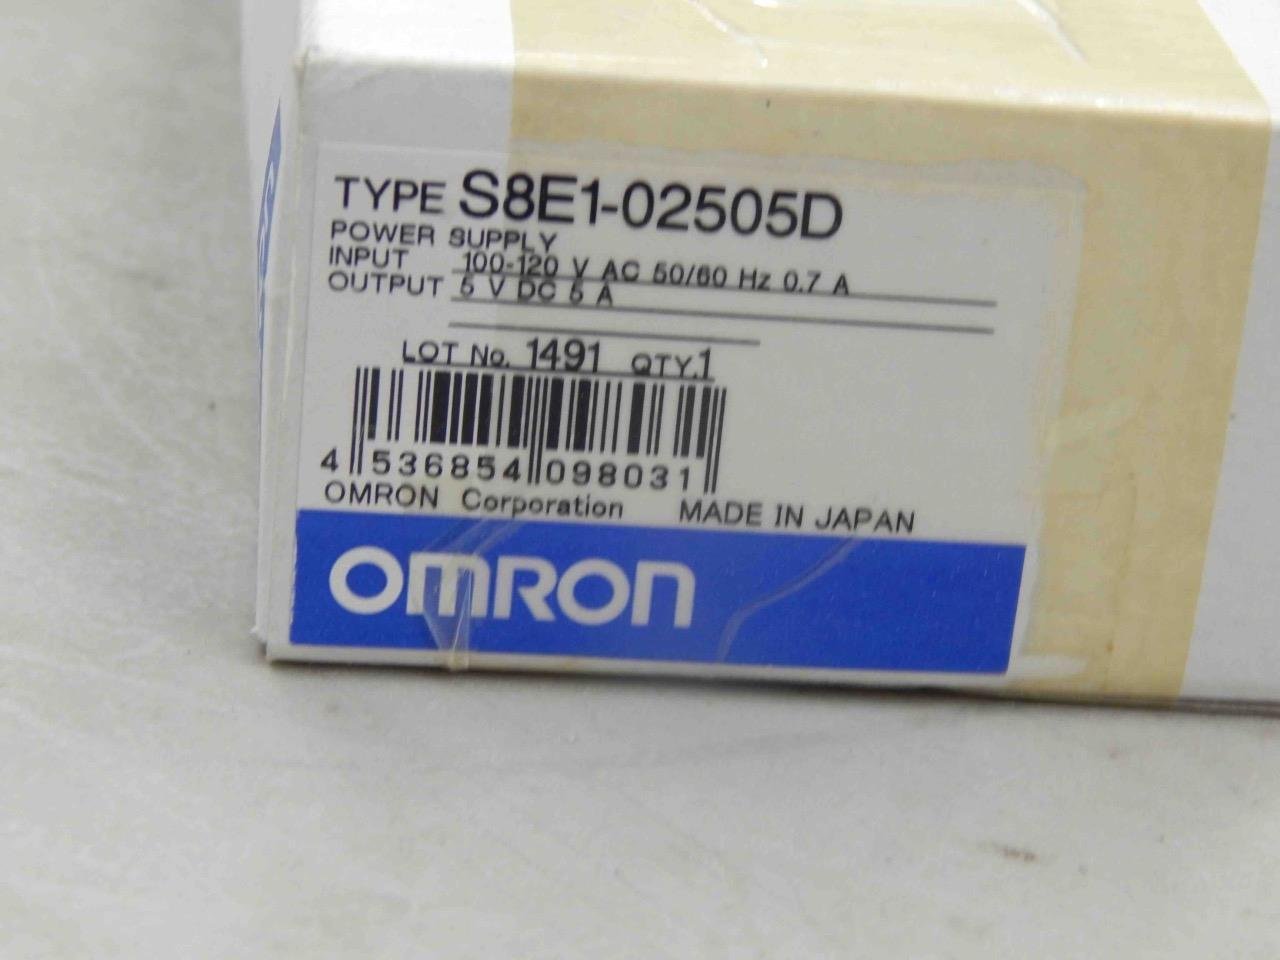 TYPE S8E1-02505D
POWER SUPPLY
INPUT 100-120 V AC 50/60 Hz 0.7 A
OUTPUT 5 V DC 5 A
LOT No. 1491 QTY.1
4 536854 098031
OMRON Corporation MADE IN JAPAN
OMRON